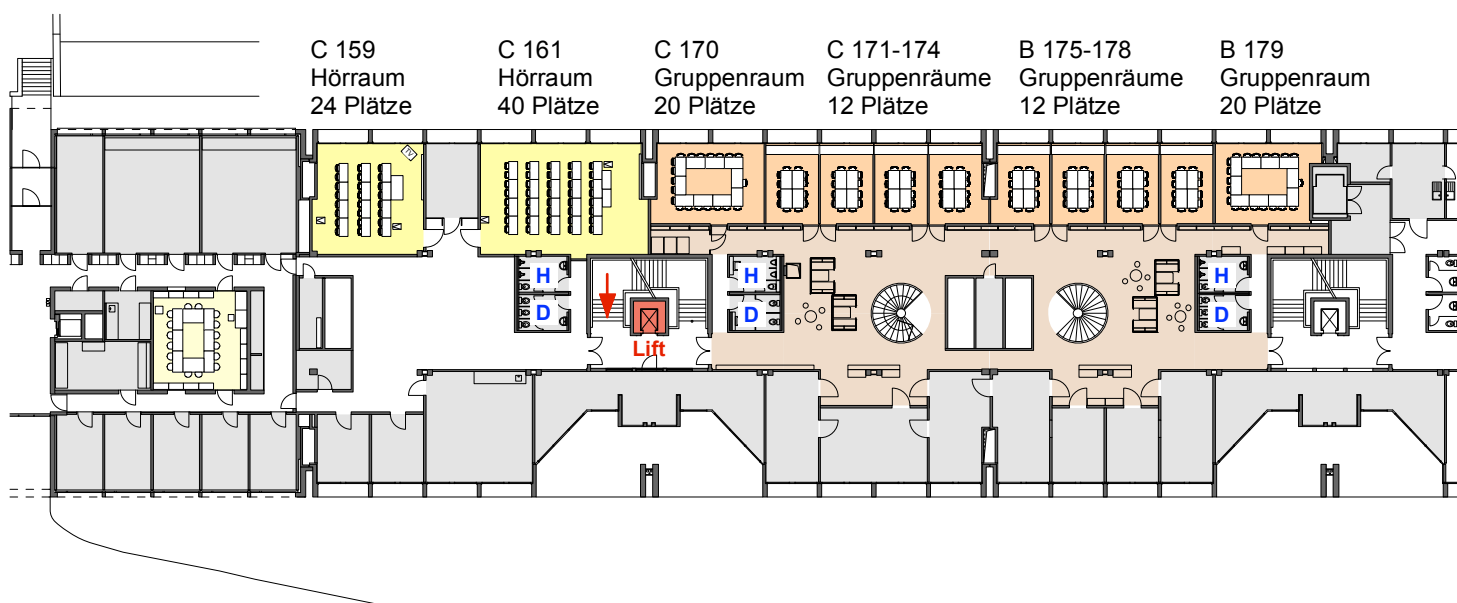 C 159
Hörraum
24 Plätze
C 161
Hörraum
40 Plätze
C 170
Gruppenraum
20 Plätze
C 171-174
Gruppenräume
12 Plätze
B 175-178
Gruppenräume
12 Plätze
B 179
Gruppenraum
20 Plätze
TV
H
D
Lift
H
D
H
D